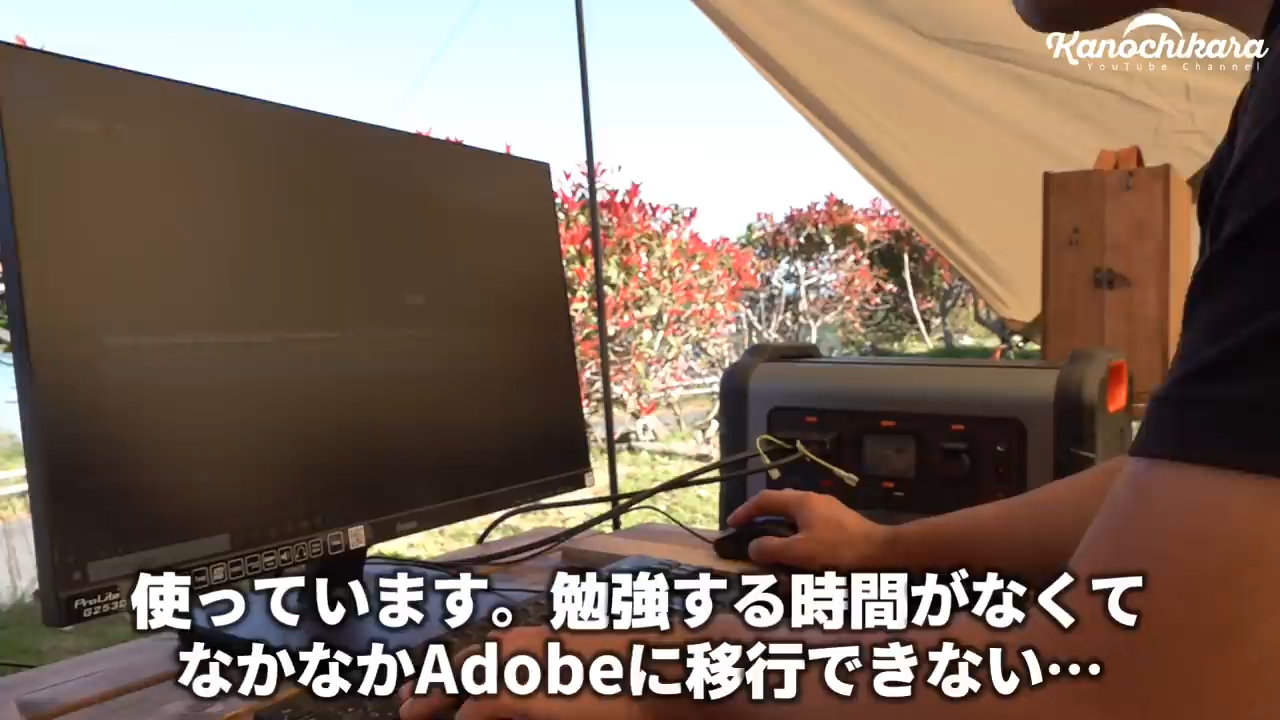 Kanochikara
YouTube Channel
ProLite
使っています。勉強する時間がなくて
なかなかAdobeに移行できない…